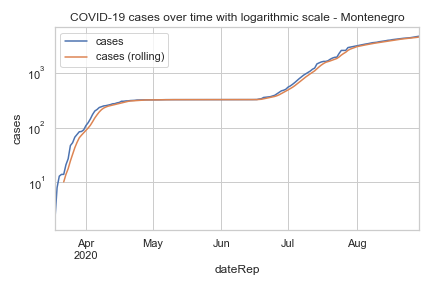 COVID-19 cases over time with logarithmic scale - Montenegro
cases
cases (rolling)
10³
10²
10¹
cases
Apr
2020
May
Jun
Jul
Aug
dateRep